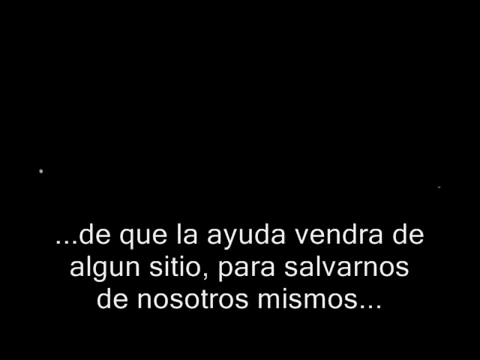 ...de que la ayuda vendra de
algun sitio, para salvarnos
de nosotros mismos...